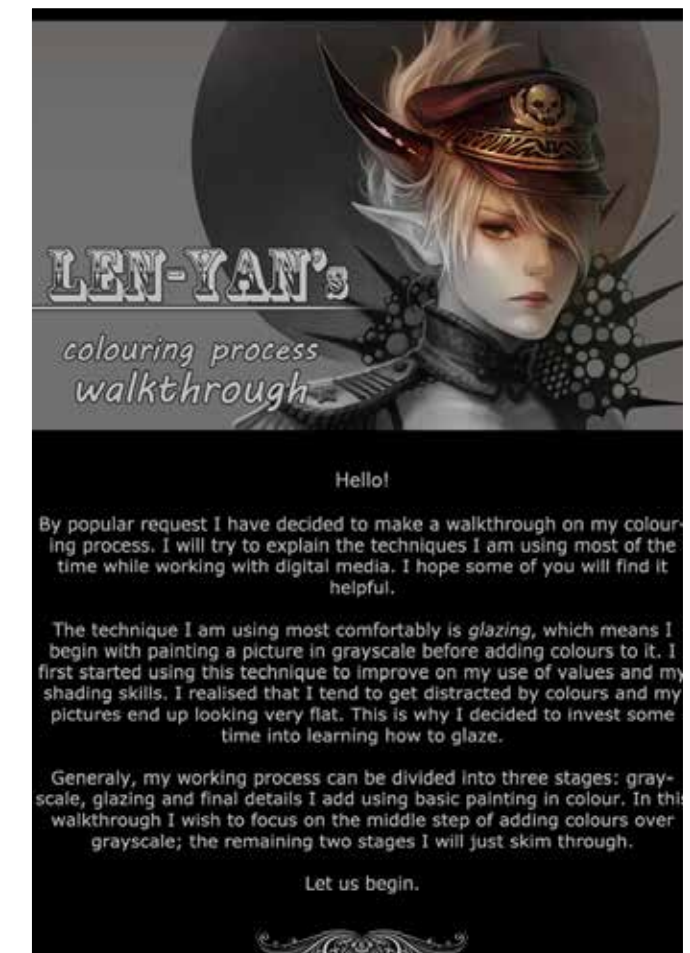 LEN-YAN's
colouring process
walkthrough
Hello!
By popular request I have decided to make a walkthrough on my colour-
ing process. I will try to explain the techniques I am using most of the
time while working with digital media. I hope some of you will find it
helpful.
The technique I am using most comfortably is glazing, which means I
begin with painting a picture in grayscale before adding colours to it. I
first started using this technique to improve on my use of values and my
shading skills. I realised that I tend to get distracted by colours and my
pictures end up looking very flat. This is why I decided to invest some
time into learning how to glaze.
Generaly, my working process can be divided into three stages: gray-
scale, glazing and final details I add using basic painting in colour. In this
walkthrough I wish to focus on the middle step of adding colours over
grayscale; the remaining two stages I will just skim through.
Let us begin.